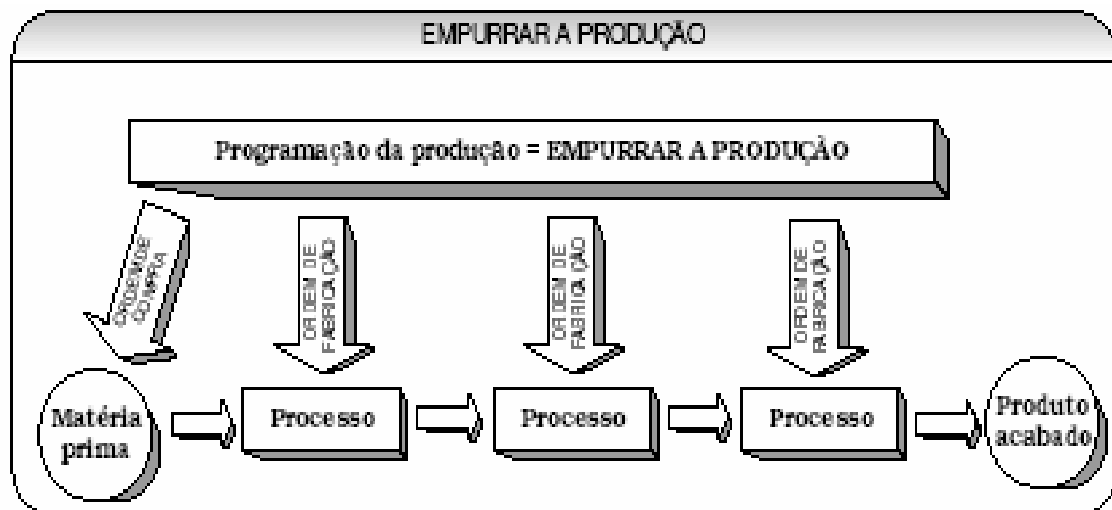 EMPURRAR A PRODUÇÃO
Programação da produção = EMPURRAR A PRODUÇÃO
ORDEM DE
COMPRA
ORDEM DE
FABRICAÇÃO
ORDEM DE
FABRICAÇÃO
ORDEM DE
FABRICAÇÃO
Matéria
prima
Processo
Processo
Processo
Produto
acabado